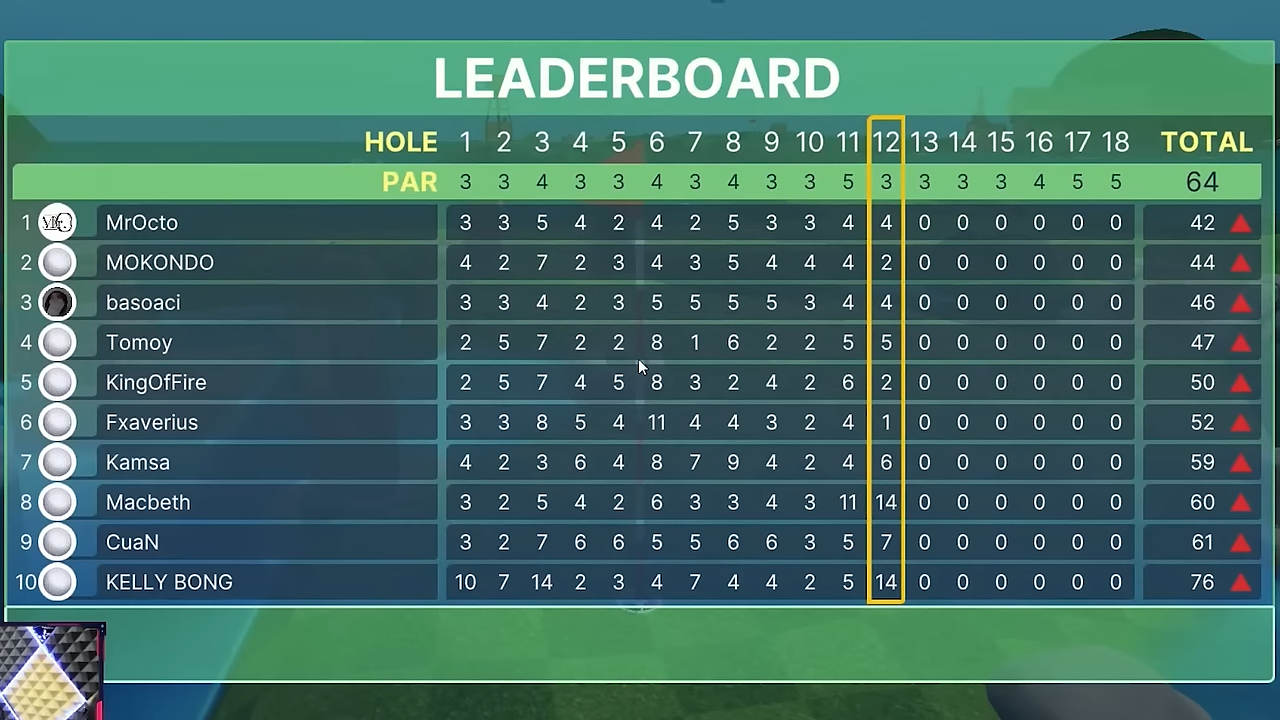 LEADERBOARD
HOLE 1 2 3 4 5 6 7 8 9 10 11 12 13 14 15 16 17 18 TOTAL
PAR 3 3 4 3 3 4 3 4 3 3 5 3 3 3 3 4 5 5 64
1 MrOcto 3 3 5 4 2 4 2 5 3 3 4 4 0 0 0 0 0 0 42
2 MOKONDO 4 2 7 2 3 4 3 5 4 4 4 2 0 0 0 0 0 0 44
3 basoaci 3 3 4 2 3 5 5 5 5 3 4 4 0 0 0 0 0 0 46
4 Tomoy 2 5 7 2 2 8 1 6 2 2 5 5 0 0 0 0 0 0 47
5 KingOfFire 2 5 7 4 5 8 3 2 4 2 6 2 0 0 0 0 0 0 50
6 Fxaverius 3 3 8 5 4 11 4 4 3 2 4 1 0 0 0 0 0 0 52
7 Kamsa 4 2 3 6 4 8 7 9 4 2 4 6 0 0 0 0 0 0 59
8 Macbeth 3 2 5 4 2 6 3 3 4 3 11 14 0 0 0 0 0 0 60
9 CuaN 3 2 7 6 6 5 5 6 6 3 5 7 0 0 0 0 0 0 61
10 KELLY BONG 10 7 14 2 3 4 7 4 4 2 5 14 0 0 0 0 0 0 76